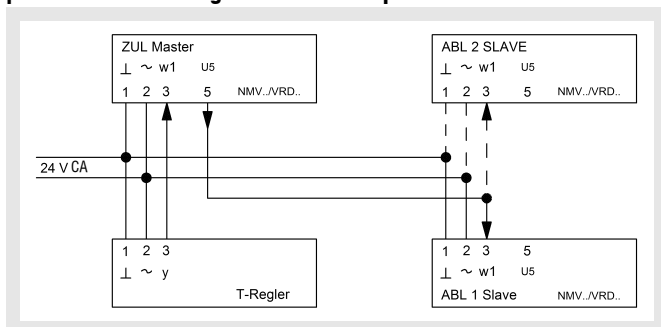 ZUL Master
⊥ ~ w1 U5
1 2 3 5 NMV../VRD..
ABL 2 SLAVE
⊥ ~ w1 U5
1 2 3 5 NMV../VRD..
24 V CA
1 2 3
⊥ ~ y
T-Regler
1 2 3 5
⊥ ~ w1 U5
ABL 1 Slave NMV../VRD..